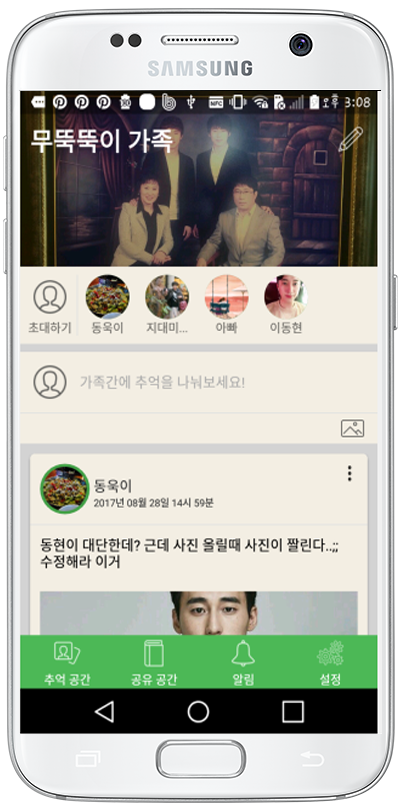 SAMSUNG
NFC 오후 3:08
무뚝뚝이 가족
초대하기 동욱이 지대미... 아빠 이동현
가족간에 추억을 나눠보세요!
동욱이
2017년 08월 28일 14시 59분
동현이 대단한데? 근데 사진 올릴때 사진이 짤린다..;;
수정해라 이거
추억 공간 공유 공간 알림 설정